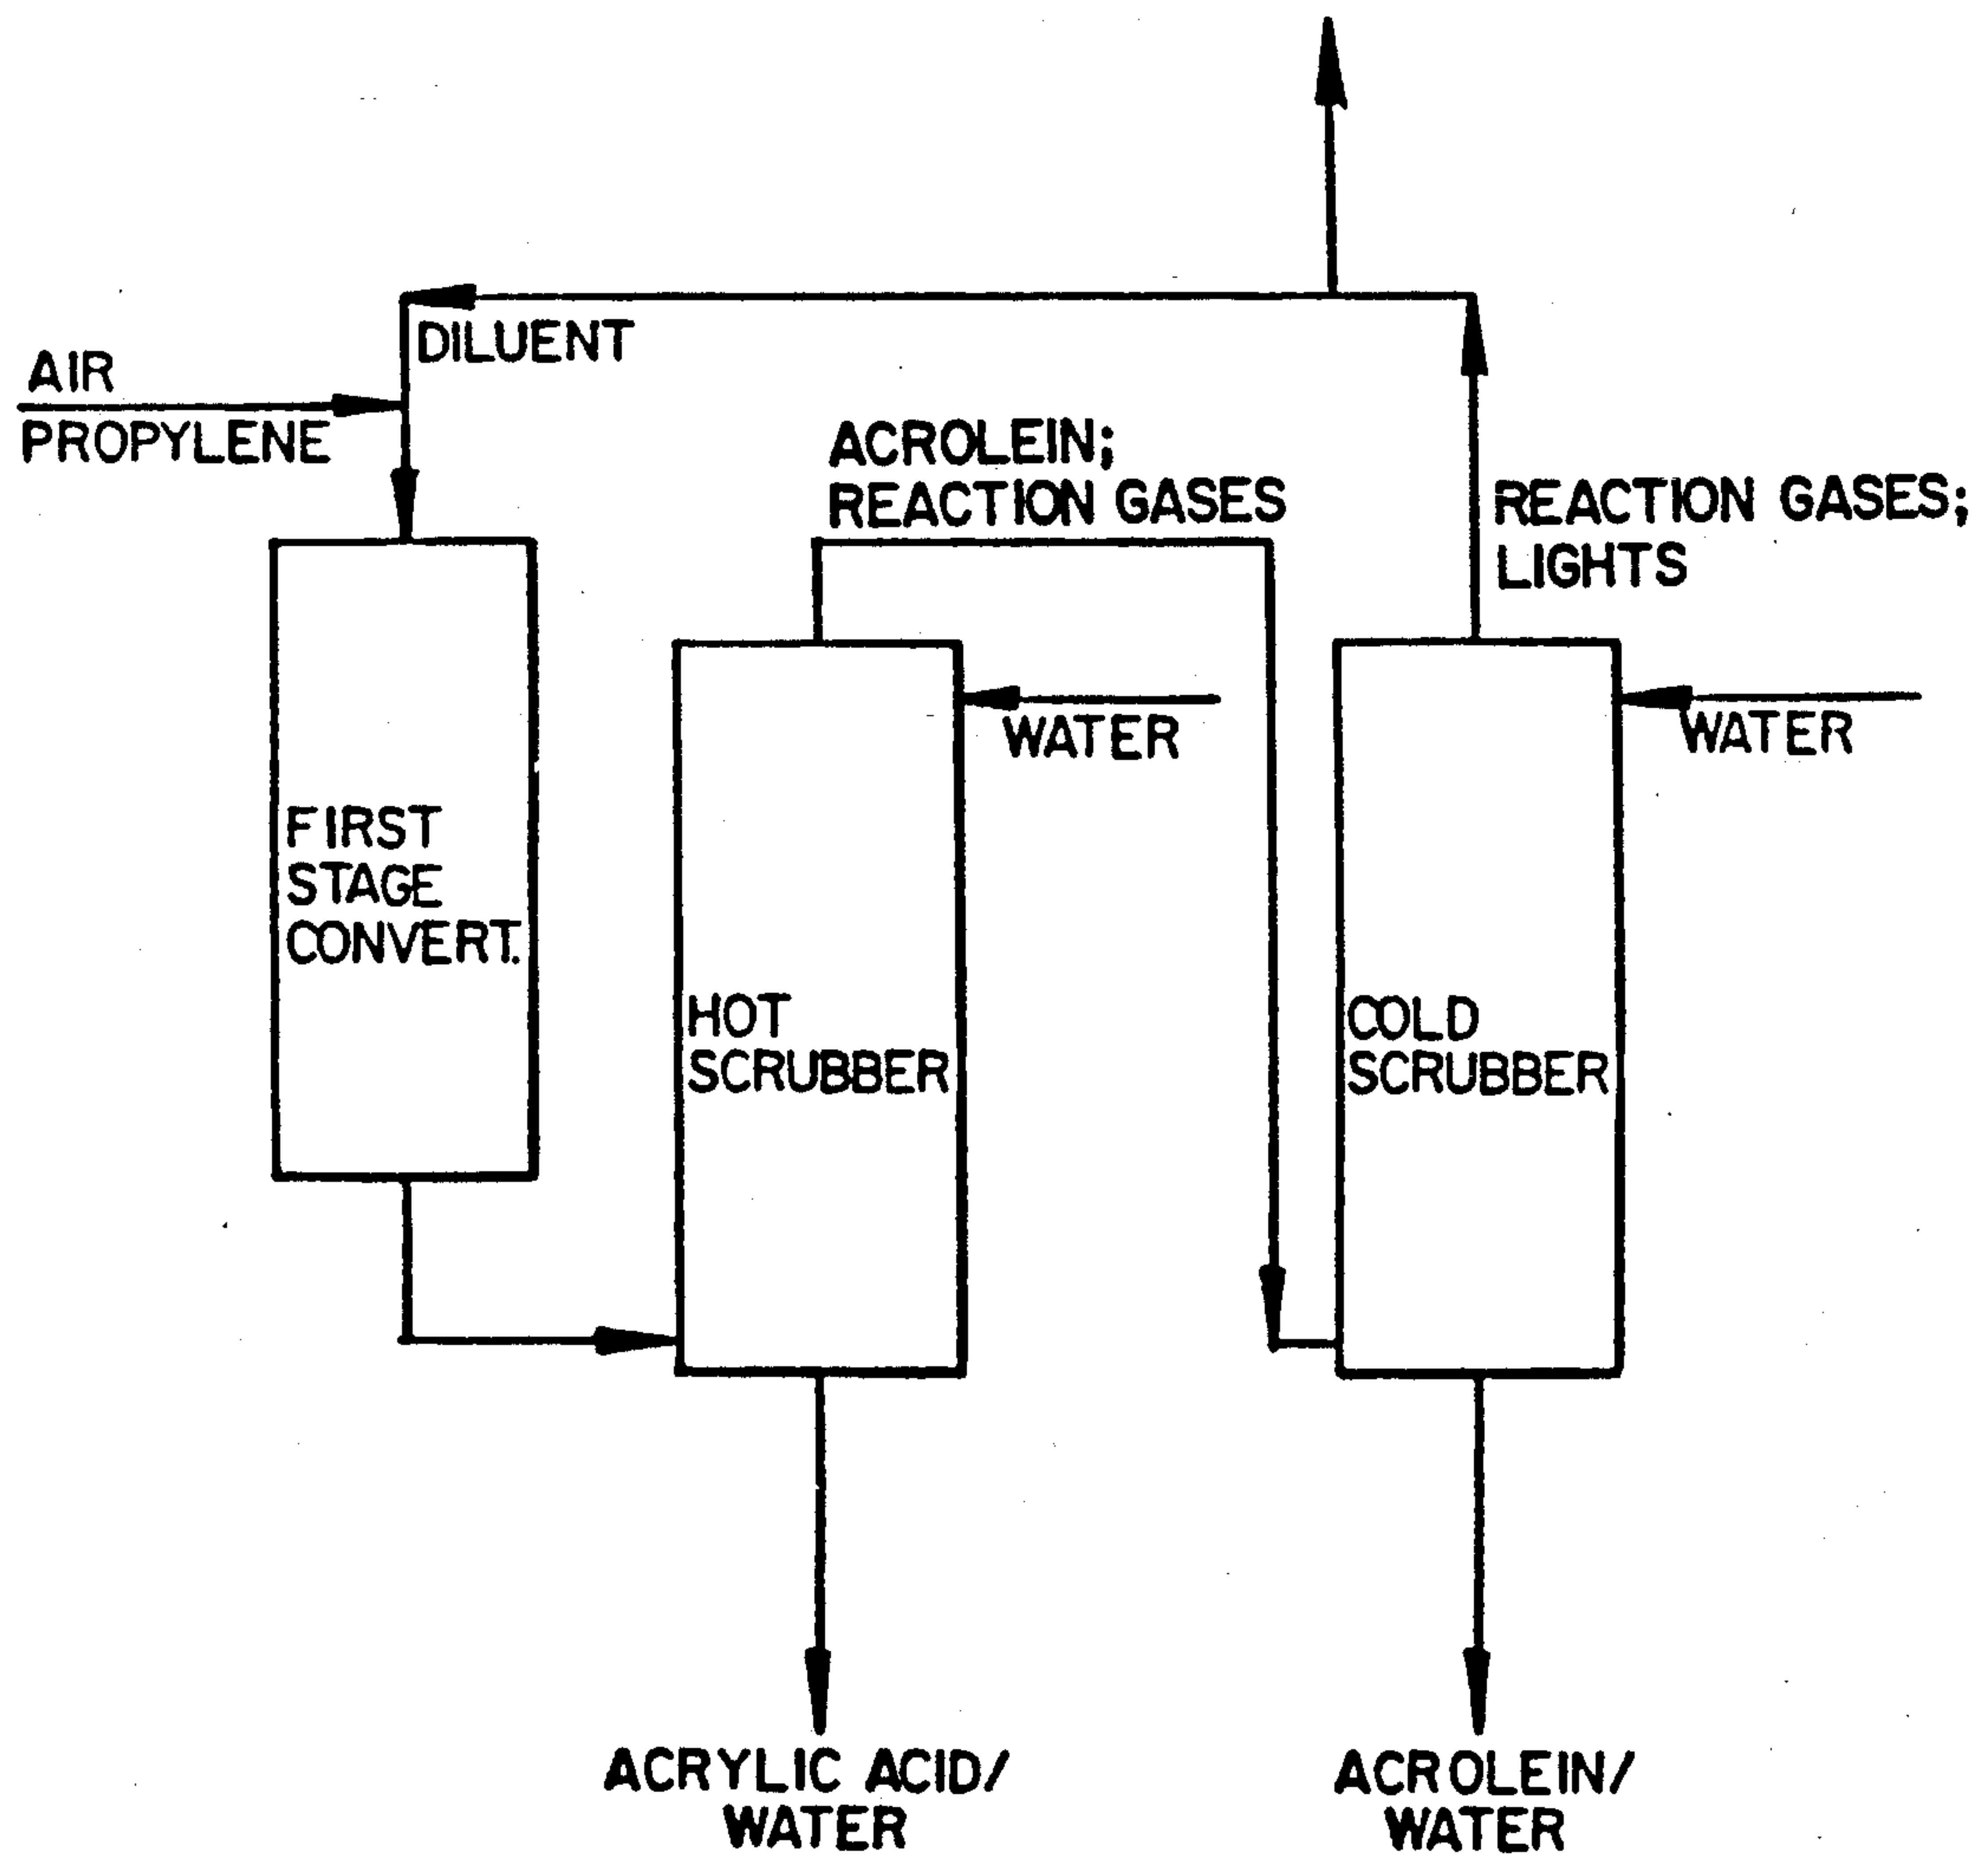 DILUENT
AIR
PROPYLENE
ACROLEIN;
REACTION GASES
REACTION GASES;
LIGHTS
WATER
WATER
FIRST
STAGE
CONVERT.
HOT
SCRUBBER
COLD
SCRUBBER
ACRYLIC ACID/
WATER
ACROLEIN/
WATER